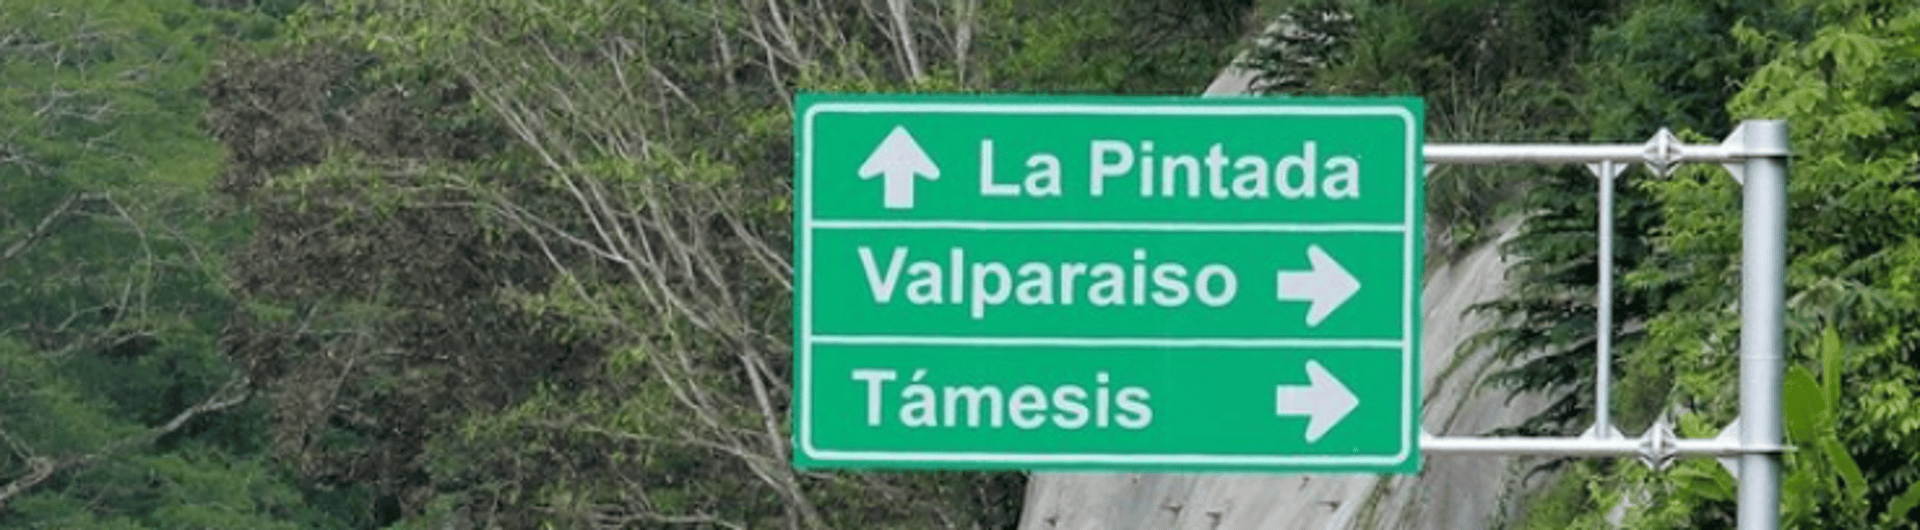 La Pintada
Valparaiso
Támesis